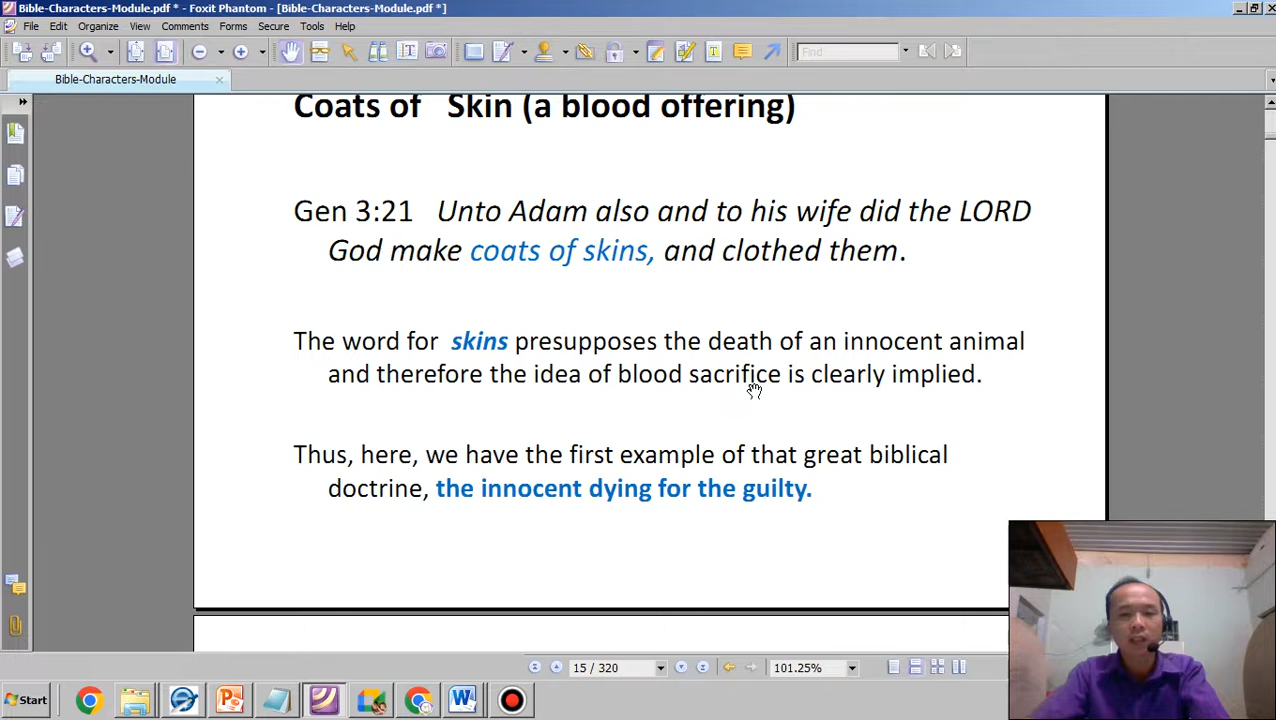 Bible-Characters-Module.pdf * - Foxit Phantom - [Bible-Characters-Module.pdf *]
File Edit Organize View Comments Forms Secure Tools Help
Find
Bible-Characters-Module
Coats of Skin (a blood offering)
Gen 3:21 Unto Adam also and to his wife did the LORD
God make coats of skins, and clothed them.
The word for skins presupposes the death of an innocent animal
and therefore the idea of blood sacrifice is clearly implied.
Thus, here, we have the first example of that great biblical
doctrine, the innocent dying for the guilty.
15 / 320
101.25%
Start